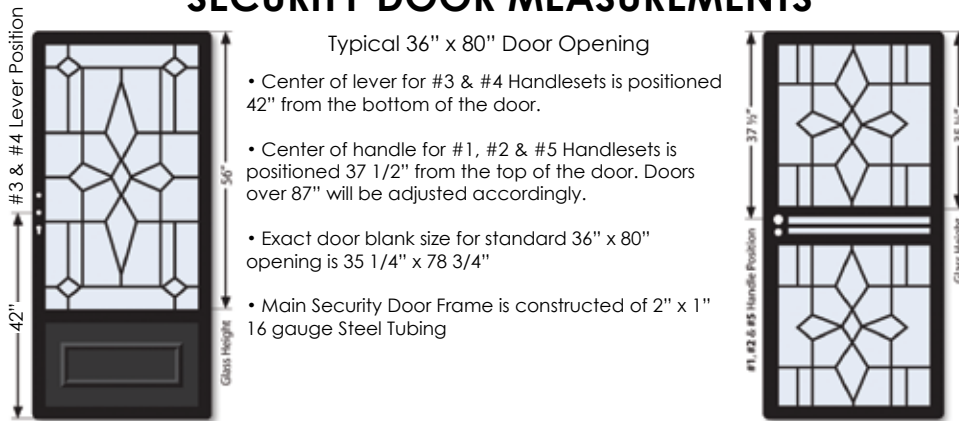 SECURITY DOOR MEASUREMENTS
Typical 36” x 80” Door Opening
• Center of lever for #3 & #4 Handlesets is positioned
42” from the bottom of the door.
• Center of handle for #1, #2 & #5 Handlesets is
positioned 37 1/2” from the top of the door. Doors
over 87” will be adjusted accordingly.
• Exact door blank size for standard 36” x 80”
opening is 35 1/4” x 78 3/4”
• Main Security Door Frame is constructed of 2” x 1”
16 gauge Steel Tubing
#3 & #4 Lever Position
42”
56”
Glass Height
37 ½”
#1, #2 & #5 Handle Position
Glass Height